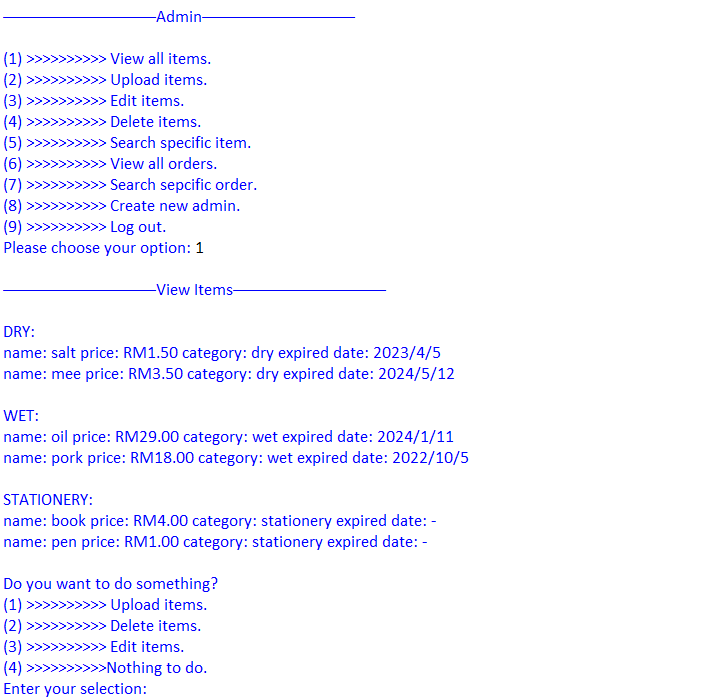 ————————————Admin————————————
(1) >>>>>>>>>> View all items.
(2) >>>>>>>>>> Upload items.
(3) >>>>>>>>>> Edit items.
(4) >>>>>>>>>> Delete items.
(5) >>>>>>>>>> Search specific item.
(6) >>>>>>>>>> View all orders.
(7) >>>>>>>>>> Search sepcific order.
(8) >>>>>>>>>> Create new admin.
(9) >>>>>>>>>> Log out.
Please choose your option: 1
————————————View Items————————————
DRY:
name: salt price: RM1.50 category: dry expired date: 2023/4/5
name: mee price: RM3.50 category: dry expired date: 2024/5/12
WET:
name: oil price: RM29.00 category: wet expired date: 2024/1/11
name: pork price: RM18.00 category: wet expired date: 2022/10/5
STATIONERY:
name: book price: RM4.00 category: stationery expired date: -
name: pen price: RM1.00 category: stationery expired date: -
Do you want to do something?
(1) >>>>>>>>>> Upload items.
(2) >>>>>>>>>> Delete items.
(3) >>>>>>>>>> Edit items.
(4) >>>>>>>>>>Nothing to do.
Enter your selection: